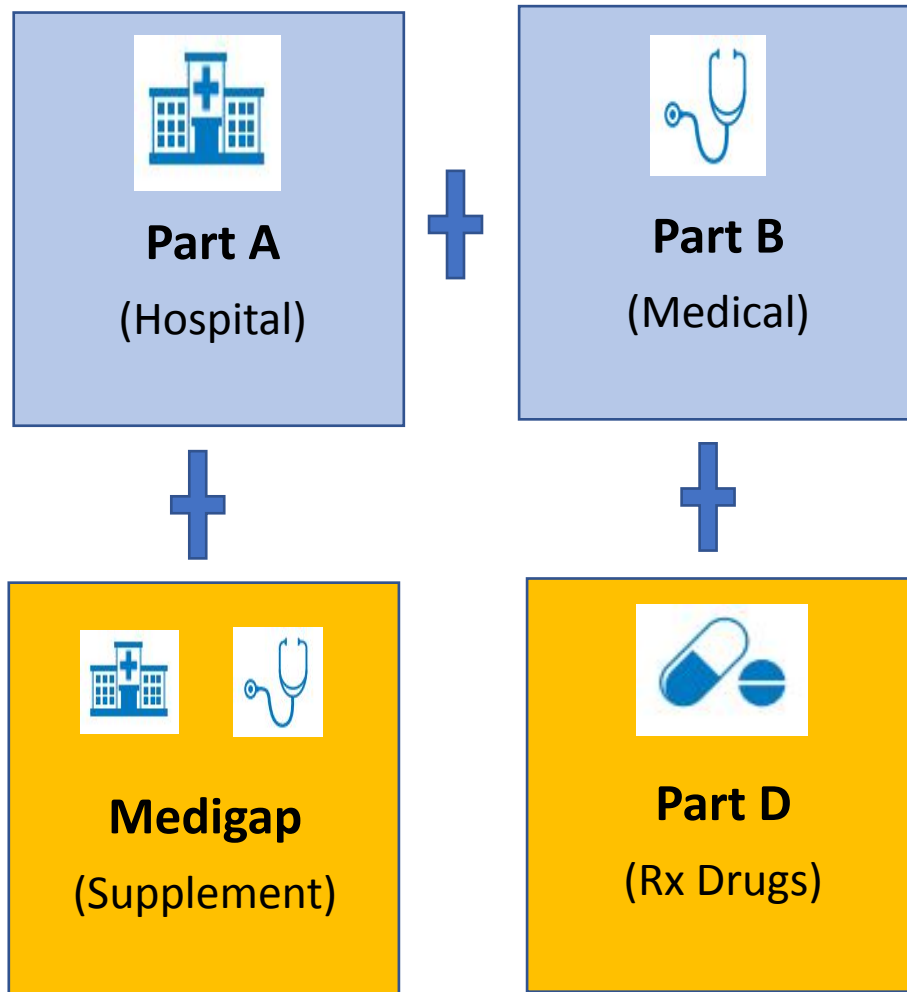 Part A
(Hospital)
Part B
(Medical)
Medigap
(Supplement)
Part D
(Rx Drugs)